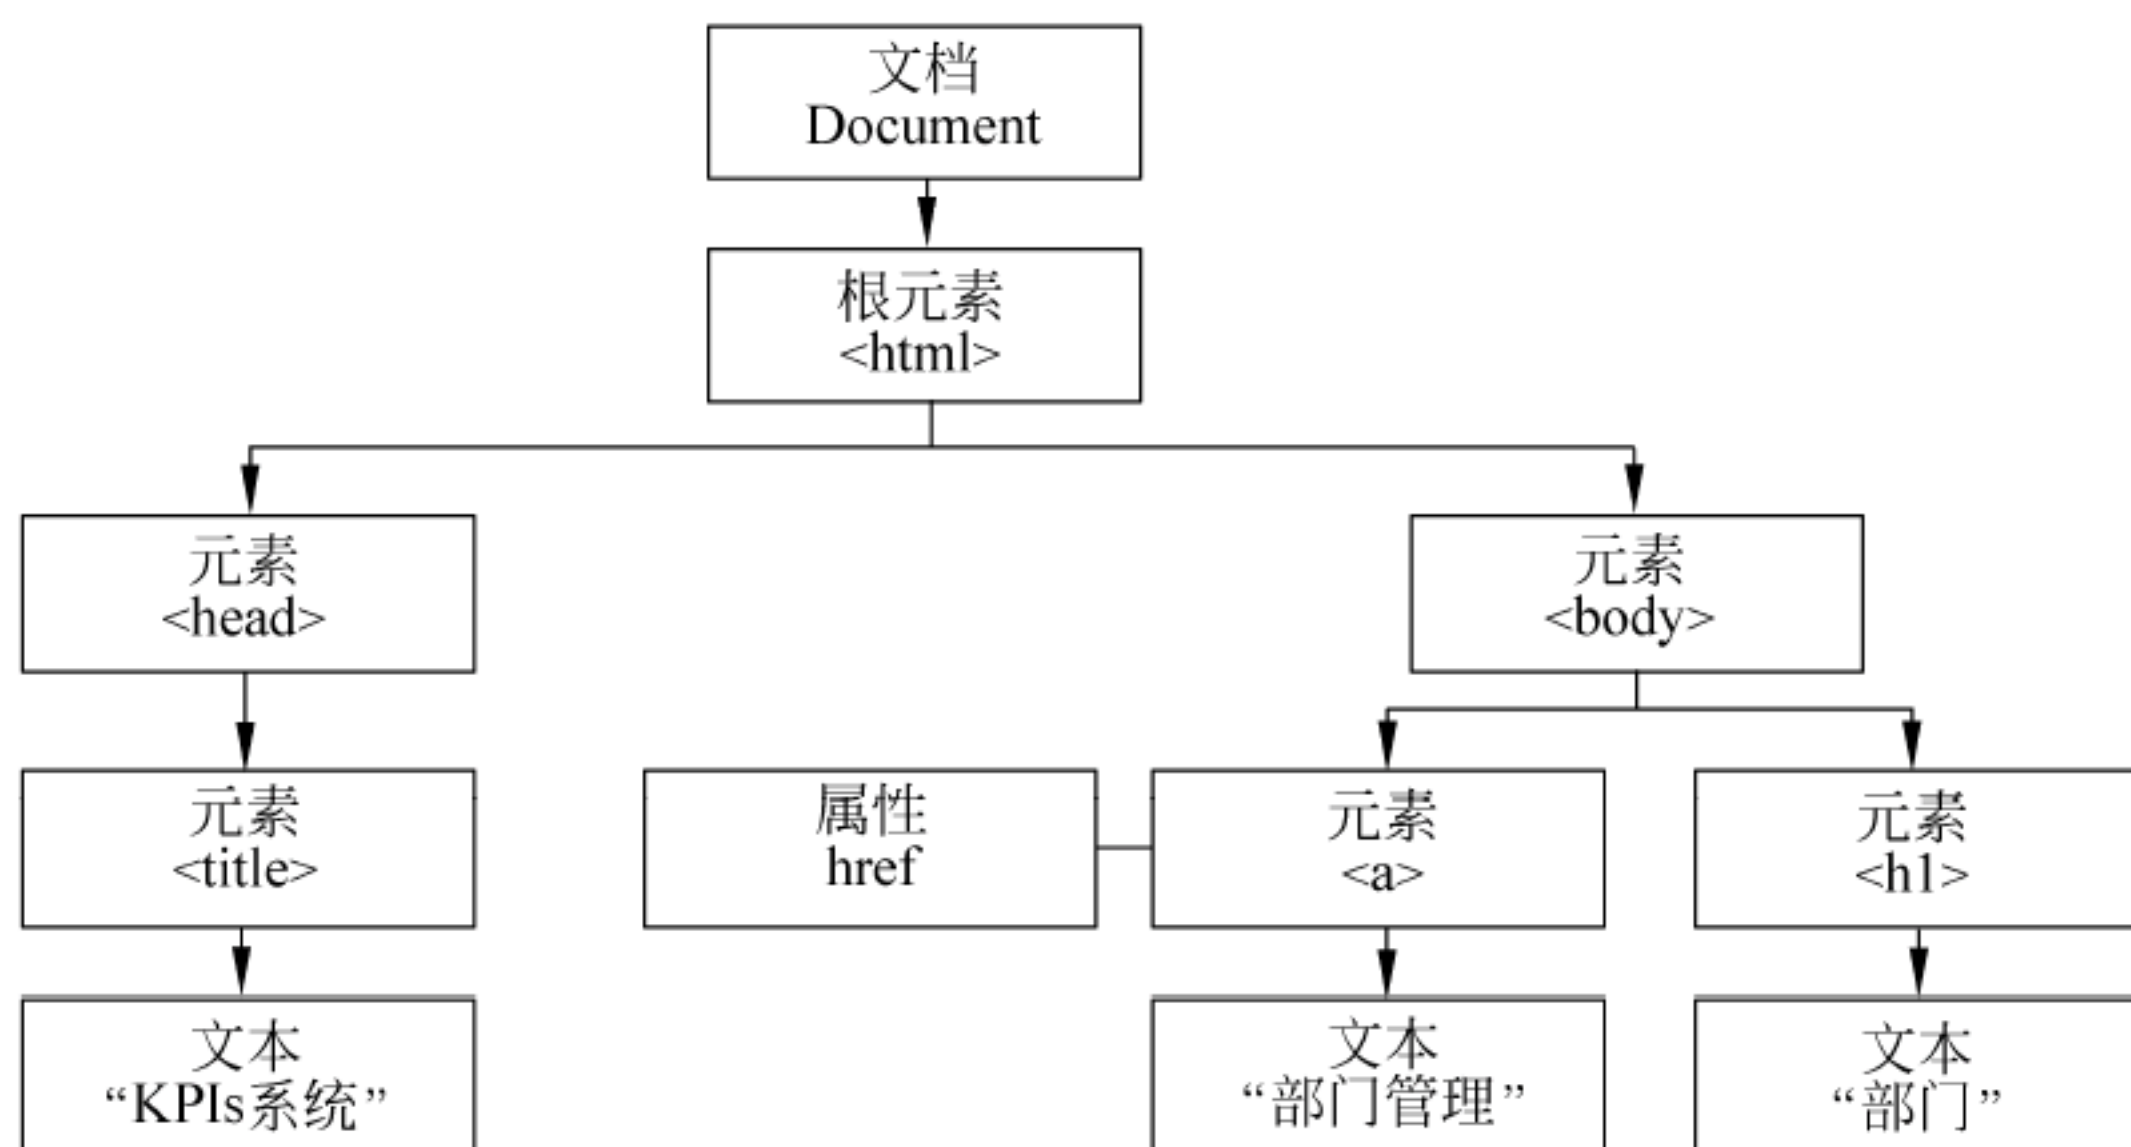 文档
Document
根元素
<html>
元素
<head>
元素
<body>
元素
<title>
属性
href
元素
<a>
元素
<h1>
文本
“KPIs系统”
文本
“部门管理”
文本
“部门”